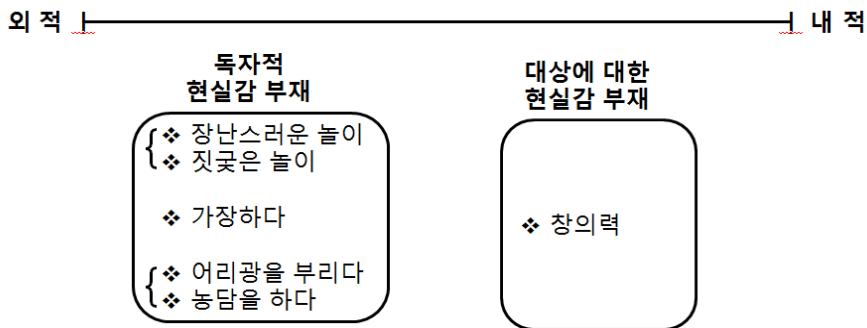 외 적
내 적
독자적
현실감 부재
대상에 대한
현실감 부재
❖ 장난스러운 놀이
❖ 짓궂은 놀이
❖ 가장하다
❖ 어리광을 부리다
❖ 농담을 하다
❖ 창의력